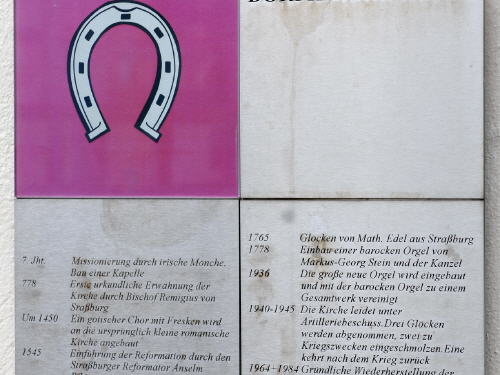 7. Jht. Missionierung durch irische Mönche.
Bau einer Kapelle
778 Erste urkundliche Erwähnung der
Kirche durch Bischof Remigius von
Straßburg
Um 1450 Ein gotischer Chor mit Fresken wird
an die ursprünglich kleine romanische
Kirche angebaut
1545 Einführung der Reformation durch den
Straßburger Reformator Anselm
1765 Glocken von Math. Edel aus Straßburg
1778 Einbau einer barocken Orgel von
Markus-Georg Stein und der Kanzel
1936 Die große neue Orgel wird eingebaut
und mit der barocken Orgel zu einem
Gesamtwerk vereinigt
1940-1945 Die Kirche leidet unter
Artilleriebeschuss. Drei Glocken
werden abgenommen, zwei zu
Kriegszwecken eingeschmolzen. Eine
kehrt nach dem Krieg zurück
1964+1984 Gründliche Wiederherstellung der